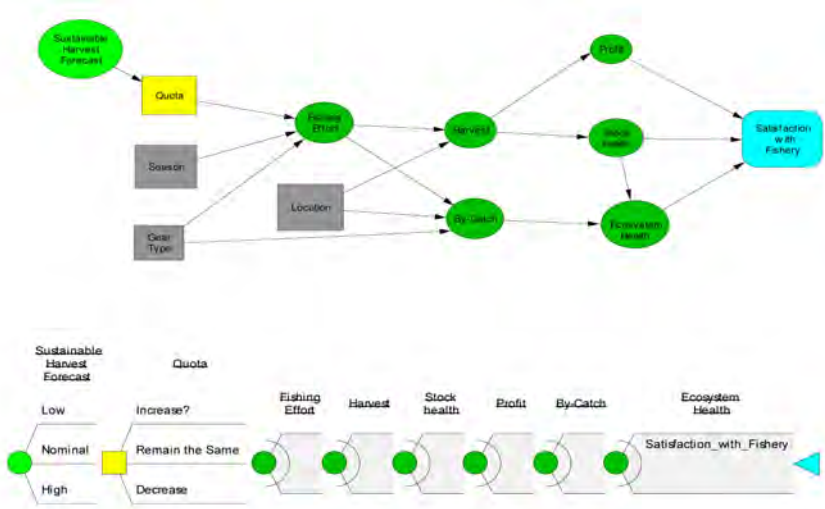 Sustainable
Harvest
Forecast
Profit
Quota
Fishing
Effort
Harvest
Stock
health
Satisfaction
with
Fishery
Season
Location
By-Catch
Gear
Type
Ecosystem
Health
Sustainable
Harvest
Forecast
Quota
Fishing
Effort
Harvest
Stock
health
Profit
By-Catch
Ecosystem
Health
Low
Increase?
Nominal
Remain the Same
Satisfaction_with_Fishery
High
Decrease